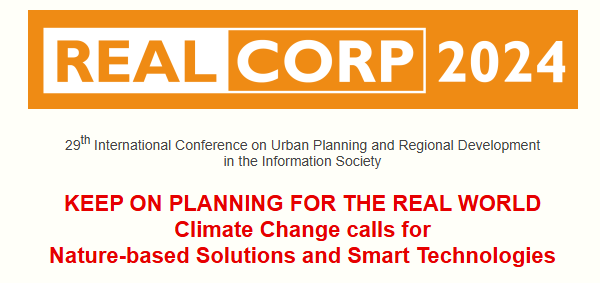 REAL CORP 2024
29th International Conference on Urban Planning and Regional Development
in the Information Society
KEEP ON PLANNING FOR THE REAL WORLD
Climate Change calls for
Nature-based Solutions and Smart Technologies